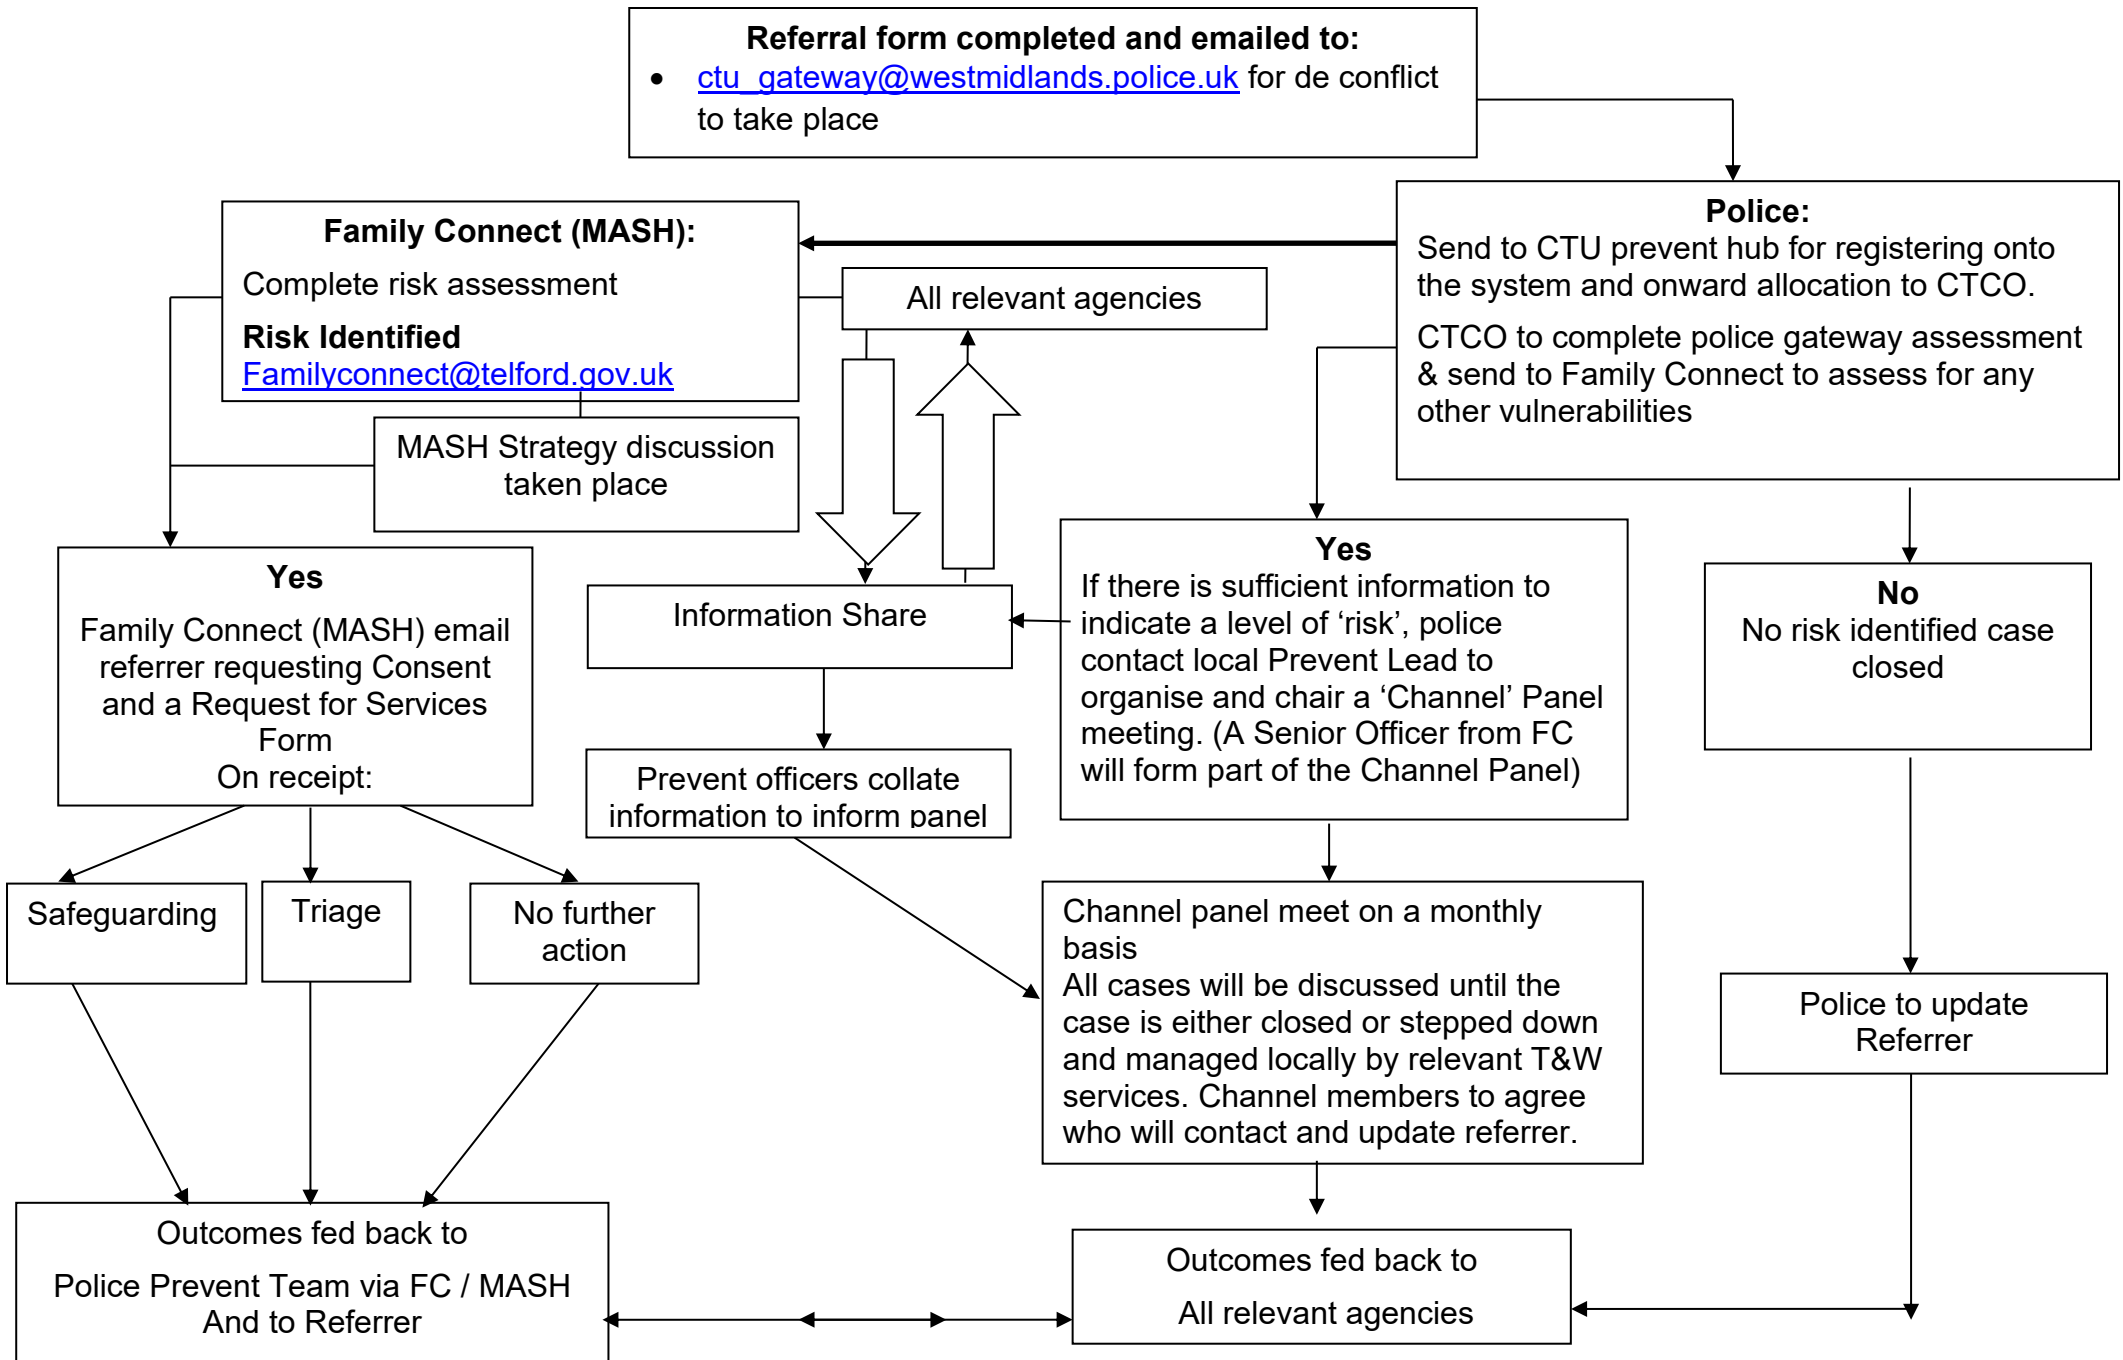 Referral form completed and emailed to:
• ctu_gateway@westmidlands.police.uk for de conflict
to take place
Police:
Send to CTU prevent hub for registering onto
the system and onward allocation to CTCO.
CTCO to complete police gateway assessment
& send to Family Connect to assess for any
other vulnerabilities
Family Connect (MASH):
Complete risk assessment
Risk Identified
Familyconnect@telford.gov.uk
All relevant agencies
MASH Strategy discussion
taken place
Yes
Family Connect (MASH) email
referrer requesting Consent
and a Request for Services
Form
On receipt:
Information Share
Yes
If there is sufficient information to
indicate a level of ‘risk’, police
contact local Prevent Lead to
organise and chair a ‘Channel’ Panel
meeting. (A Senior Officer from FC
will form part of the Channel Panel)
No
No risk identified case
closed
Prevent officers collate
information to inform panel
Safeguarding
Triage
No further
action
Channel panel meet on a monthly
basis
All cases will be discussed until the
case is either closed or stepped down
and managed locally by relevant T&W
services. Channel members to agree
who will contact and update referrer.
Police to update
Referrer
Outcomes fed back to
Police Prevent Team via FC / MASH
And to Referrer
Outcomes fed back to
All relevant agencies